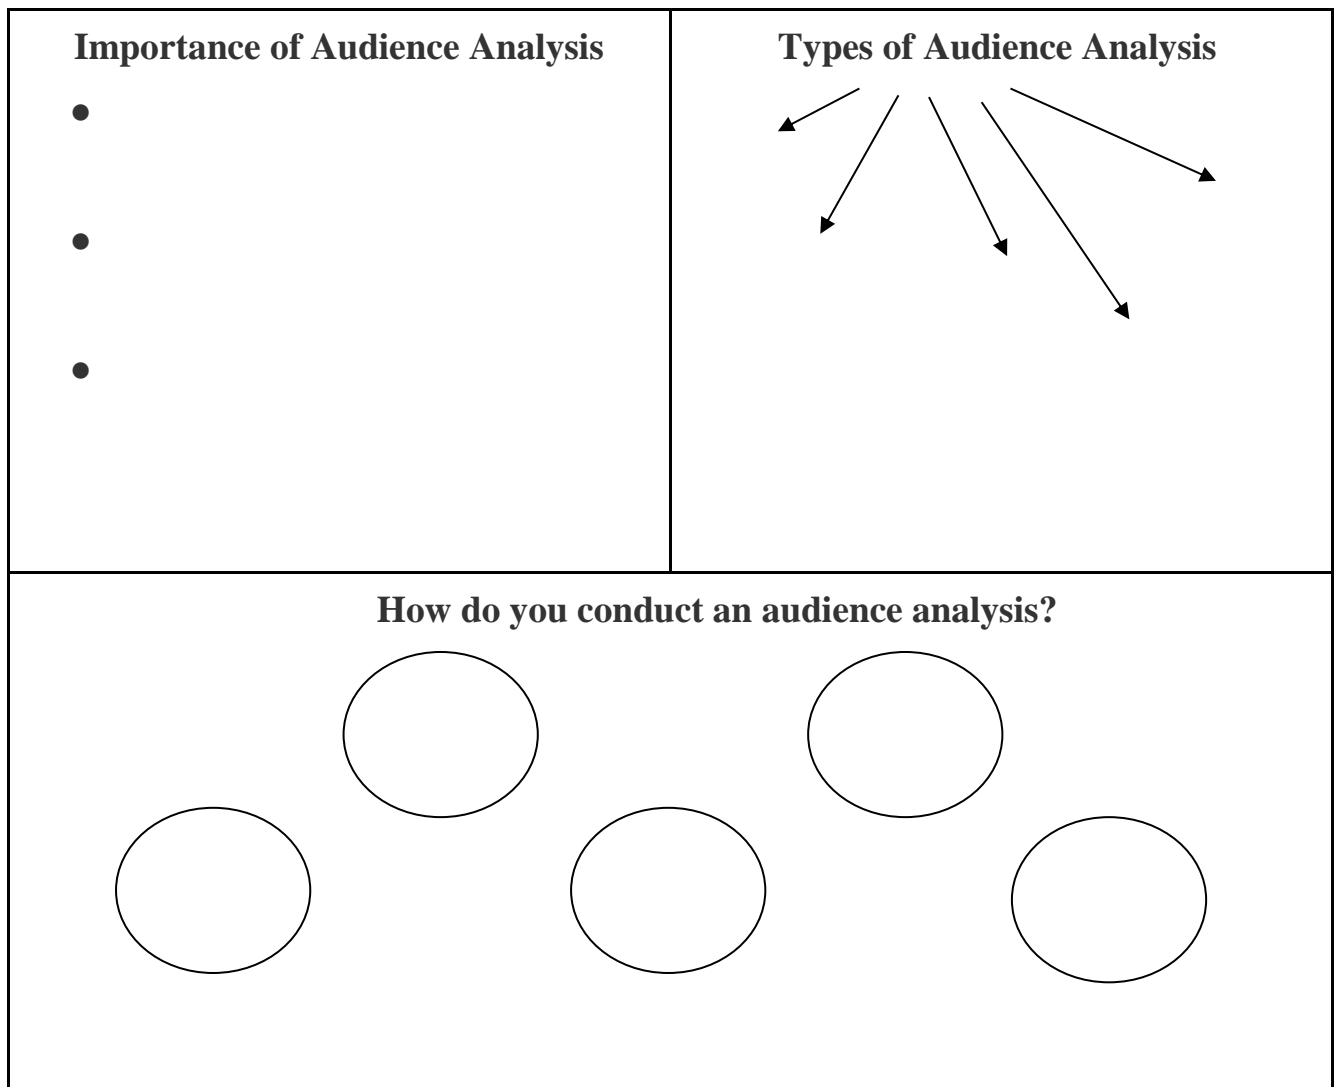 Importance of Audience Analysis
Types of Audience Analysis
●
●
●
How do you conduct an audience analysis?